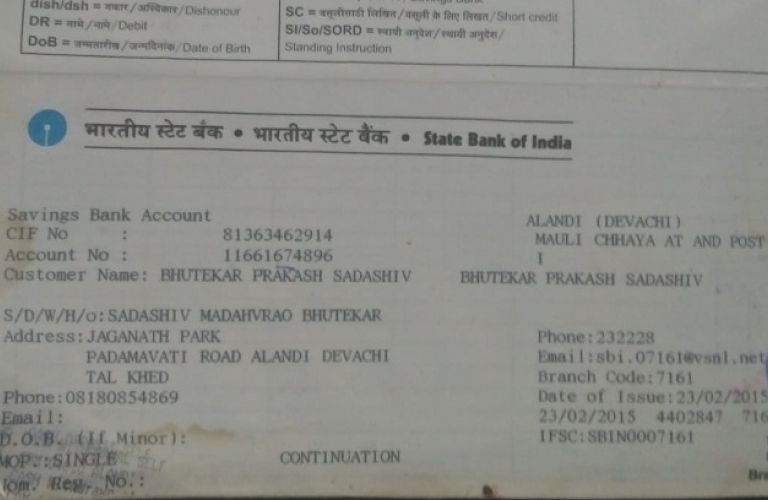 dish/dsh = नकार/अस्विकार/Dishonour
DR = नामे/नामे/Debit
DoB = जन्मतारीख/जन्मदिनांक/Date of Birth
SC = वसुलीसाठी लिखित/वसुली के लिए लिखत/Short credit
SI/So/SORD = स्थायी अनुदेश/स्थायी अनुदेश/
Standing Instruction
भारतीय स्टेट बँक • भारतीय स्टेट बैंक • State Bank of India
Savings Bank Account
CIF No : 81363462914
Account No : 11661674896
Customer Name: BHUTEKAR PRAKASH SADASHIV
ALANDI (DEVACHI)
MAULI CHHAYA AT AND POST
I
BHUTEKAR PRAKASH SADASHIV
S/D/W/H/o: SADASHIV MADAHVRAO BHUTEKAR
Address: JAGANATH PARK
PADAMAVATI ROAD ALANDI DEVACHI
TAL KHED
Phone: 08180854869
Email:
D.O.B. (If Minor):
MOP.: SINGLE
CONTINUATION
Nom. Reg. No.:
Phone: 232228
Email: sbi.07161@vsnl.net
Branch Code: 7161
Date of Issue: 23/02/2015
23/02/2015 4402847 716
IFSC: SBIN0007161